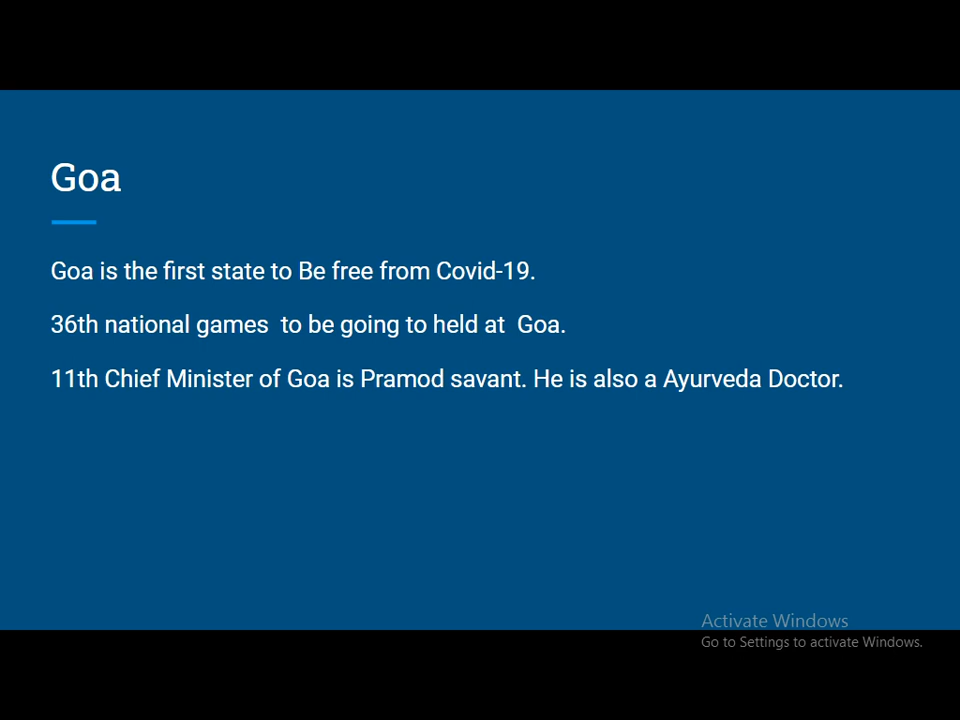 Goa
Goa is the first state to Be free from Covid-19.
36th national games  to be going to held at  Goa.
11th Chief Minister of Goa is Pramod savant. He is also a Ayurveda Doctor.
Activate Windows
Go to Settings to activate Windows.